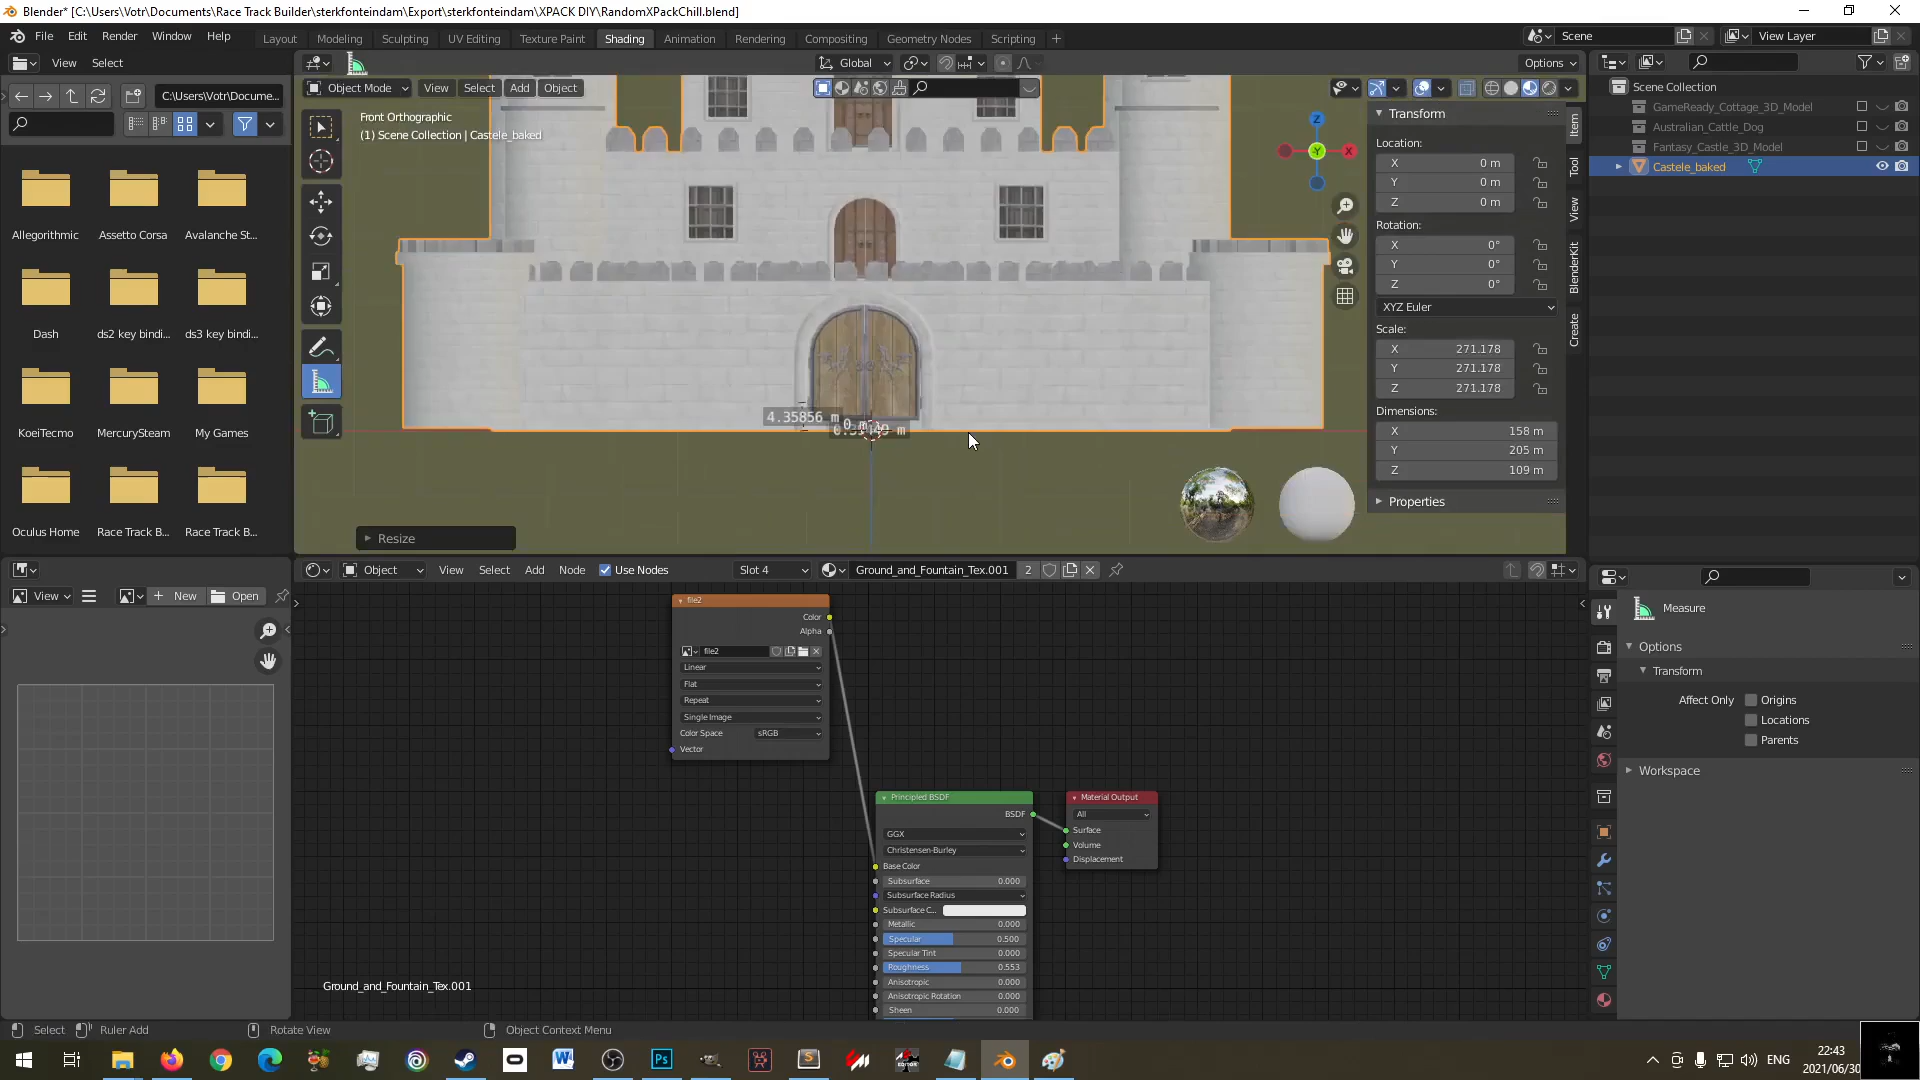 Blender* [C:\Users\Votr\Documents\Race Track Builder\sterkfonteindam\Export\sterkfonteindam\XPACK DIY\RandomXPackChill.blend]
File Edit Render Window Help
Layout Modeling Sculpting UV Editing Texture Paint Shading Animation Rendering Compositing Geometry Nodes Scripting +
Scene
View Layer
View Select
Global
Options
C:\Users\Votr\Docume...
Object Mode View Select Add Object
Front Orthographic
(1) Scene Collection | Castele_baked
Z
X
Y
Transform
Location:
X 0 m
Y 0 m
Z 0 m
Rotation:
X 0°
Y 0°
Z 0°
XYZ Euler
Scale:
X 271.178
Y 271.178
Z 271.178
Dimensions:
X 158 m
Y 205 m
Z 109 m
Properties
Item
Tool
View
BlenderKit
Create
Scene Collection
GameReady_Cottage_3D_Model
Australian_Cattle_Dog
Fantasy_Castle_3D_Model
Castele_baked
Allegorithmic Assetto Corsa Avalanche St...
Dash ds2 key bindi... ds3 key bindi...
KoeiTecmo MercurySteam My Games
Oculus Home Race Track B... Race Track B...
4.35856 m
Resize
View
New
Open
Object View Select Add Node Use Nodes
Slot 4
Ground_and_Fountain_Tex.001
2
file2
Color
Alpha
file2
Linear
Flat
Repeat
Single Image
Color Space sRGB
Vector
Principled BSDF
BSDF
GGX
Christensen-Burley
Base Color
Subsurface 0.000
Subsurface Radius
Subsurface C...
Metallic 0.000
Specular 0.500
Specular Tint 0.000
Roughness 0.553
Anisotropic 0.000
Anisotropic Rotation 0.000
Sheen 0.000
Material Output
All
Surface
Volume
Displacement
Ground_and_Fountain_Tex.001
Measure
Options
Transform
Affect Only Origins
Locations
Parents
Workspace
Select Ruler Add Rotate View Object Context Menu
ENG
22:43
2021/06/30